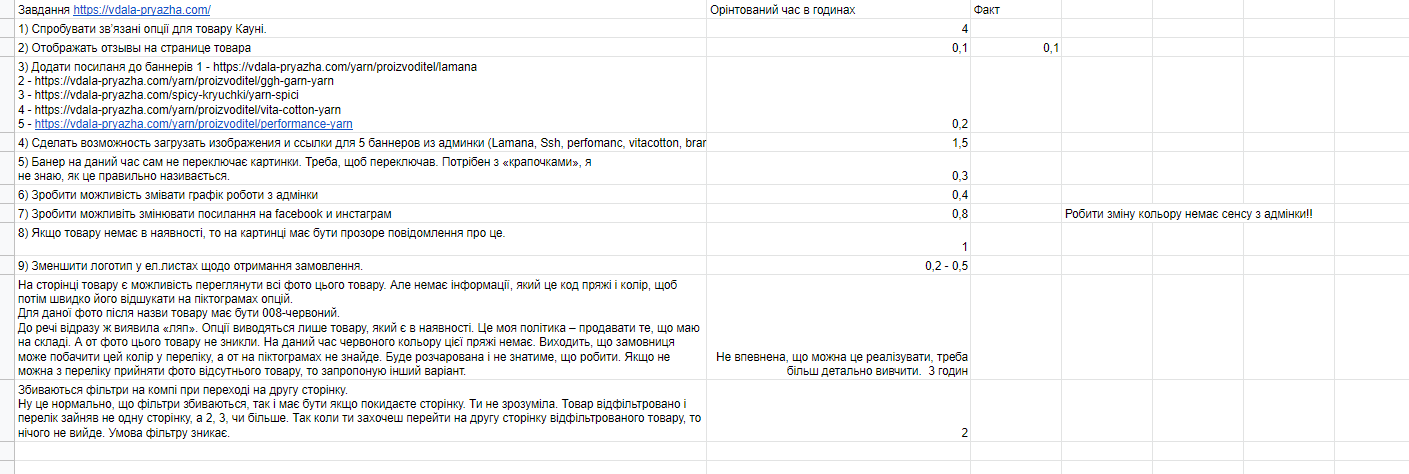 Завдання https://vdala-pryazha.com/
Орінтований час в годинах
Факт
1) Спробувати зв'язані опції для товару Кауні.
4
2) Отображать отзывы на странице товара
0,1
0,1
3) Додати посиланя до баннерів 1 - https://vdala-pryazha.com/yarn/proizvoditel/lamana
2 - https://vdala-pryazha.com/yarn/proizvoditel/ggh-garn-yarn
3 - https://vdala-pryazha.com/spicy-kryuchki/yarn-spici
4 - https://vdala-pryazha.com/yarn/proizvoditel/vita-cotton-yarn
5 - https://vdala-pryazha.com/yarn/proizvoditel/performance-yarn
0,2
4) Сделать возможность загрузать изображения и ссылки для 5 баннеров из админки (Lamana, Ssh, perfomanc, vitacotton, brar
1,5
5) Банер на даний час сам не переключає картинки. Треба, щоб переключав. Потрібен з «крапочками», я
не знаю, як це правильно називається.
0,3
6) Зробити можливість змівати графік роботи з адмінки
0,4
7) Зробити можливіть змінювати посилання на facebook и инстаграм
0,8
Робити зміну кольору немає сенсу з адмінки!!
8) Якщо товару немає в наявності, то на картинці має бути прозоре повідомлення про це.
1
9) Зменшити логотип у ел.листах щодо отримання замовлення.
0,2 - 0,5
На сторінці товару є можливість переглянути всі фото цього товару. Але немає інформації, який це код пряжі і колір, щоб
потім швидко його відшукати на піктограмах опцій.
Для даної фото після назви товару має бути 008-червоний.
До речі відразу ж виявила «ляп». Опції виводяться лише товару, який є в наявності. Це моя політика – продавати те, що маю
на складі. А от фото цього товару не зникли. На даний час червоного кольору цієї пряжі немає. Виходить, що замовниця
може побачити цей колір у переліку, а от на піктограмах не знайде. Буде розчарована і не знатиме, що робити. Якщо не
можна з переліку прийняти фото відсутнього товару, то запропоную інший варіант.
Не впевнена, що можна це реалізувати, треба
більш детально вивчити.  3 годин
Збиваються фільтри на компі при переході на другу сторінку.
Ну це нормально, що фільтри збиваються, так і має бути якщо покидаєте сторінку. Ти не зрозуміла. Товар відфільтровано і
перелік зайняв не одну сторінку, а 2, 3, чи більше. Так коли ти захочеш перейти на другу сторінку відфільтрованого товару, то
нічого не вийде. Умова фільтру зникає.
2